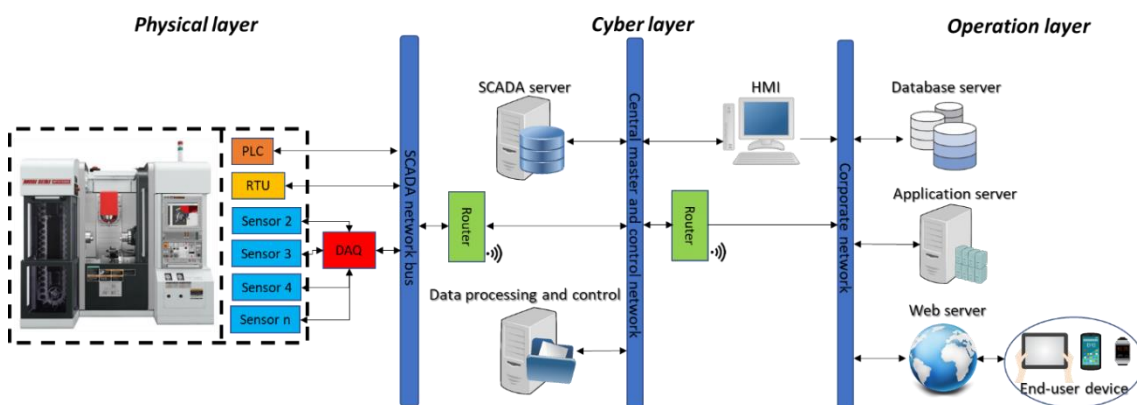 Physical layer
Cyber layer
Operation layer
PLC
RTU
Sensor 2
Sensor 3
Sensor 4
Sensor n
DAQ
SCADA network bus
SCADA server
Router
Data processing and control
Central master and control network
HMI
Router
Corporate network
Database server
Application server
Web server
End-user device